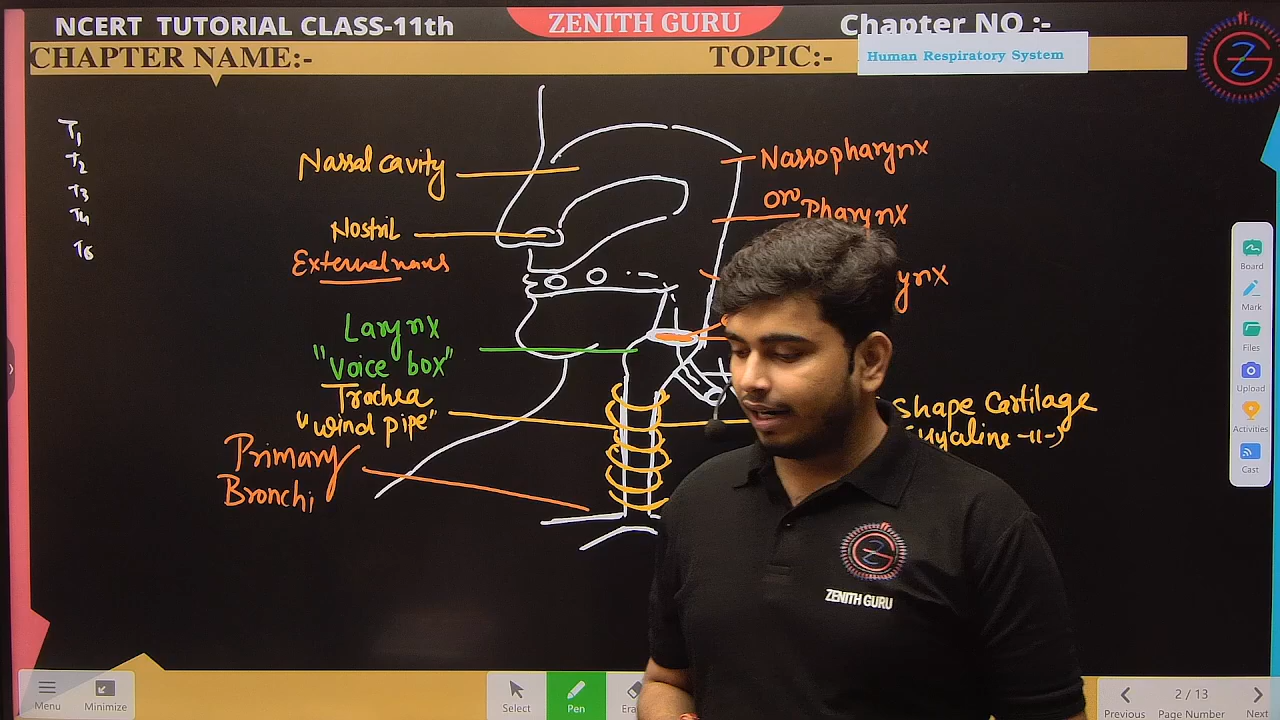 NCERT TUTORIAL CLASS-11th
ZENITH GURU
Chapter NO :-
CHAPTER NAME:-
TOPIC:-
Human Respiratory System
T1
T2
T3
T4
Nassal cavity
Nassopharynx
Nostril
oro Pharynx
External
ynx
Larynx
"Voice box"
Trachea
"wind pipe"
shape Cartilage
Primary
Bronchi
Board
Mark
Files
Upload
Activities
Cast
ZENITH GURU
Menu
Minimize
Select
Pen
Era
Previous
2 / 13
Page Number
Next